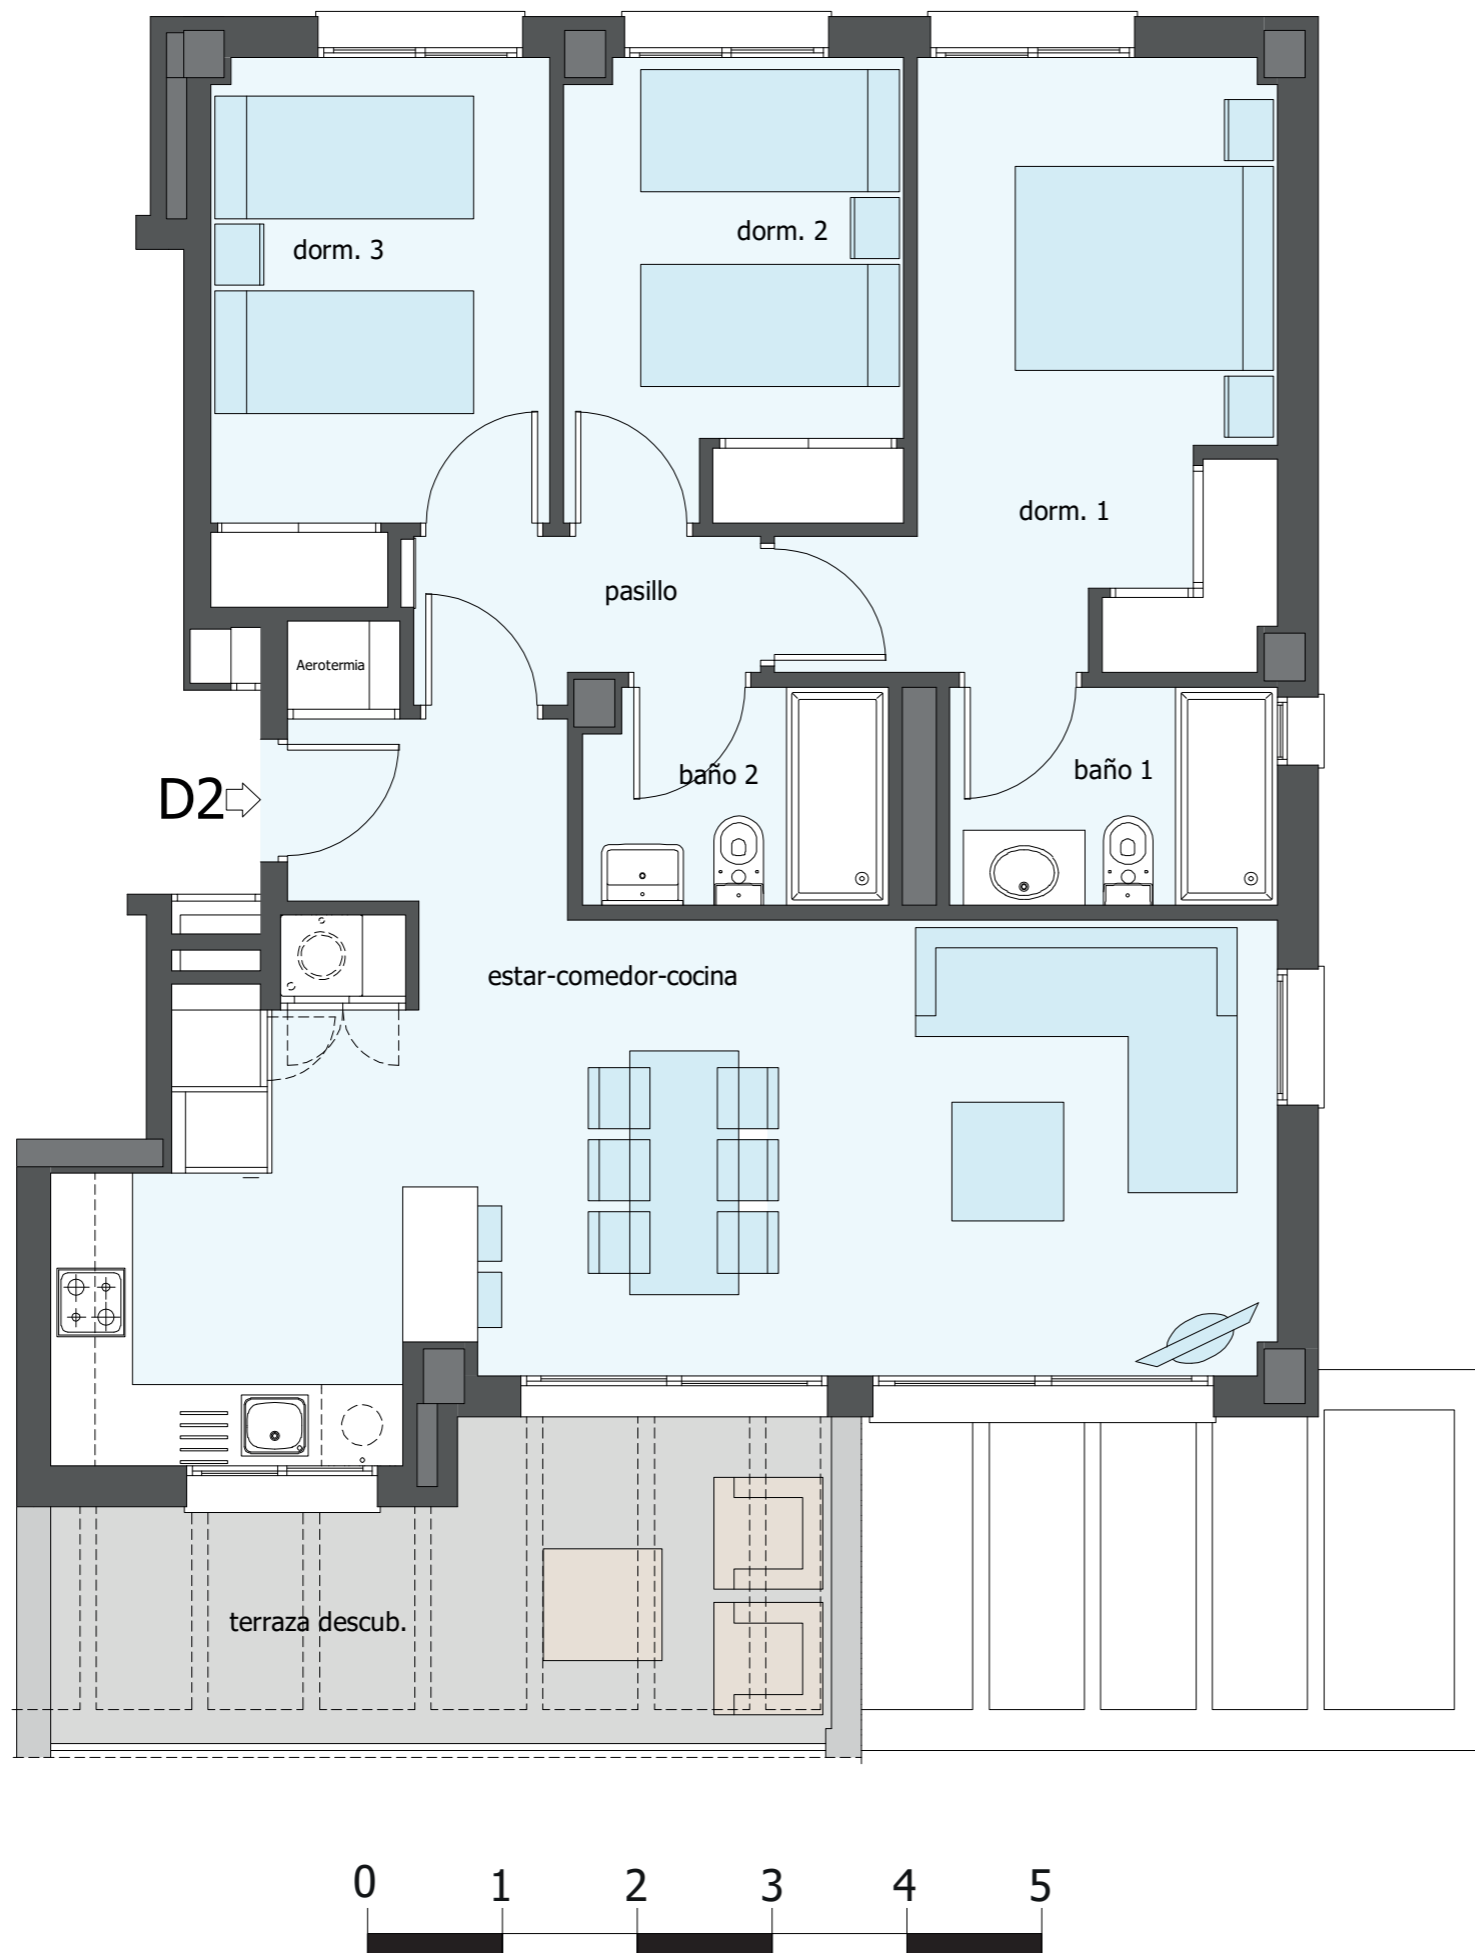 dorm. 3
dorm. 2
dorm. 1
pasillo
Aerotermia
D2
baño 2
baño 1
estar-comedor-cocina
terraza descub.
0 1 2 3 4 5